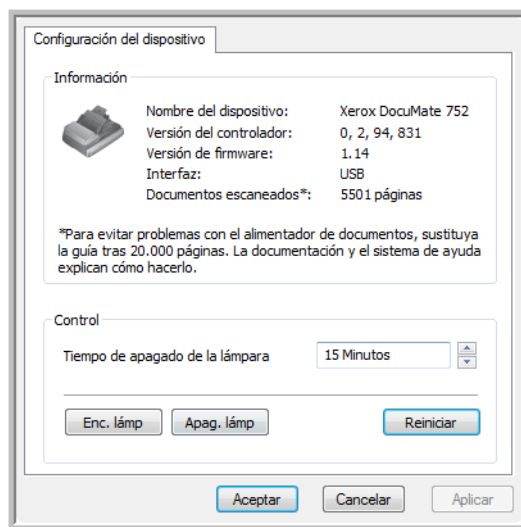 Configuración del dispositivo
Información
Nombre del dispositivo: Xerox DocuMate 752
Versión del controlador: 0, 2, 94, 831
Versión de firmware: 1.14
Interfaz: USB
Documentos escaneados*: 5501 páginas
*Para evitar problemas con el alimentador de documentos, sustituya
la guía tras 20.000 páginas. La documentación y el sistema de ayuda
explican cómo hacerlo.
Control
Tiempo de apagado de la lámpara 15 Minutos
Enc. lámp Apag. lámp Reiniciar
Aceptar Cancelar Aplicar